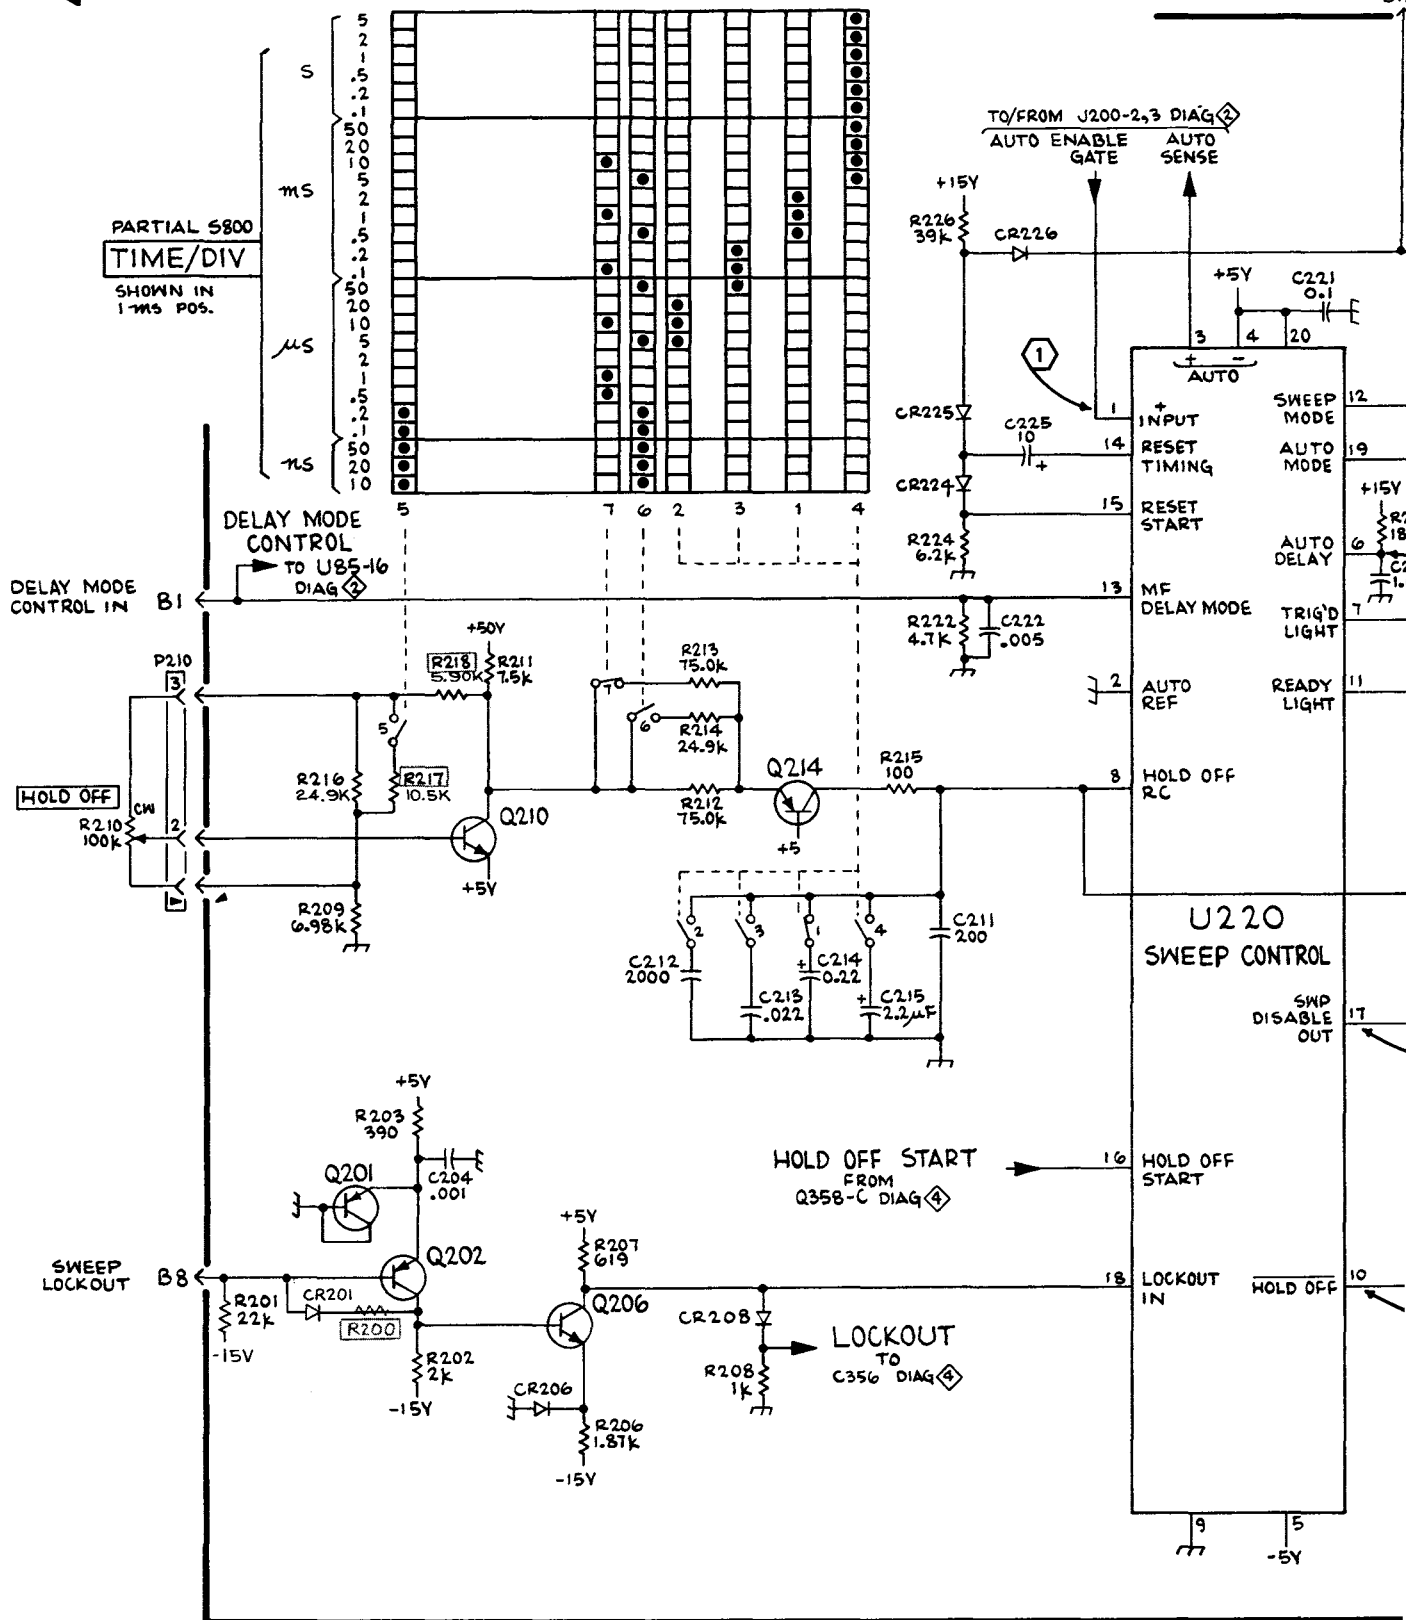 5
2
1
.5
.2
.1
50
20
10
5
2
1
.5
.2
.1
50
20
10
5
2
1
.5
.2
.1
50
20
10
S
mS
µS
ns
PARTIAL S800
TIME/DIV
SHOWN IN
1 mS POS.
5 7 6 2 3 1 4
TO/FROM J200-2,3 DIAG 2
AUTO ENABLE
GATE
AUTO
SENSE
+15V
R226
39K
CR226
+5V
C221
0.1
3 4 20
+ -
AUTO
1
CR225
C225
10
+
CR224
R224
6.2K
1
+
INPUT
14
RESET
TIMING
15
RESET
START
13
MF
DELAY MODE
2
AUTO
REF
8
HOLD OFF
RC
SWEEP
MODE
12
AUTO
MODE
19
+15V
18
AUTO
DELAY
6
1.
TRIG'D
LIGHT
7
READY
LIGHT
11
DELAY MODE
CONTROL
TO U85-16
DIAG 2
DELAY MODE
CONTROL IN
B1
R222
4.7K
C222
.005
P210
3
2
HOLD OFF
R210
100K
CW
+50V
R218
5.90K
R211
7.5K
5
R216
24.9K
R217
10.5K
Q210
+5V
R209
6.98K
7
R213
75.0K
6
R214
24.9K
R212
75.0K
Q214
+5
R215
100
2
3
1
4
C212
2000
C213
.022
+
C214
0.22
+
C215
2.2µF
C211
200
U220
SWEEP CONTROL
SWP
DISABLE
OUT
17
+5V
R203
390
C204
.001
Q201
Q202
SWEEP
LOCKOUT
B8
R201
22K
-15V
CR201
R200
R202
2K
-15V
+5V
R207
619
Q206
CR206
R206
1.87K
-15V
HOLD OFF START
FROM
Q358-C DIAG 4
16
HOLD OFF
START
CR208
R208
1K
LOCKOUT
TO
C356 DIAG 4
18
LOCKOUT
IN
HOLD OFF
10
9
5
-5V